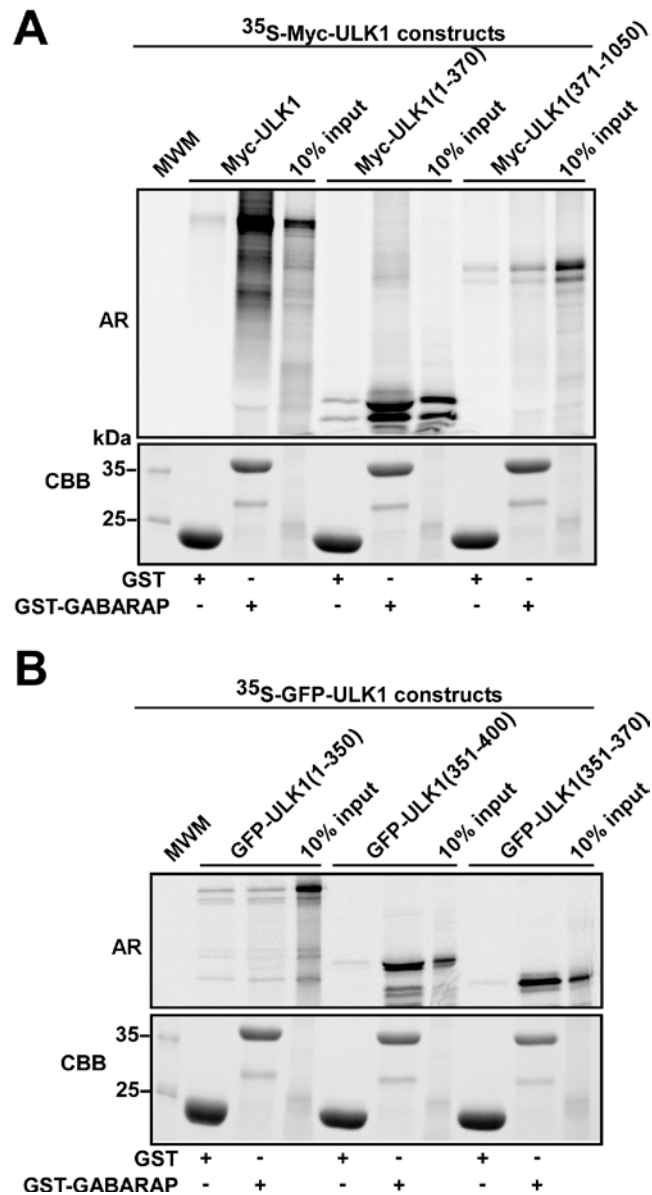 A
35S-Myc-ULK1 constructs
MWM Myc-ULK1 10% input Myc-ULK1(1-370) 10% input Myc-ULK1(371-1050) 10% input
AR
kDa
CBB
35-
25-
GST + - + - + -
GST-GABARAP - + - + - +
B
35S-GFP-ULK1 constructs
MWM GFP-ULK1(1-350) 10% input GFP-ULK1(351-400) 10% input GFP-ULK1(351-370) 10% input
AR
35-
CBB
25-
GST + - + - + -
GST-GABARAP - + - + - +